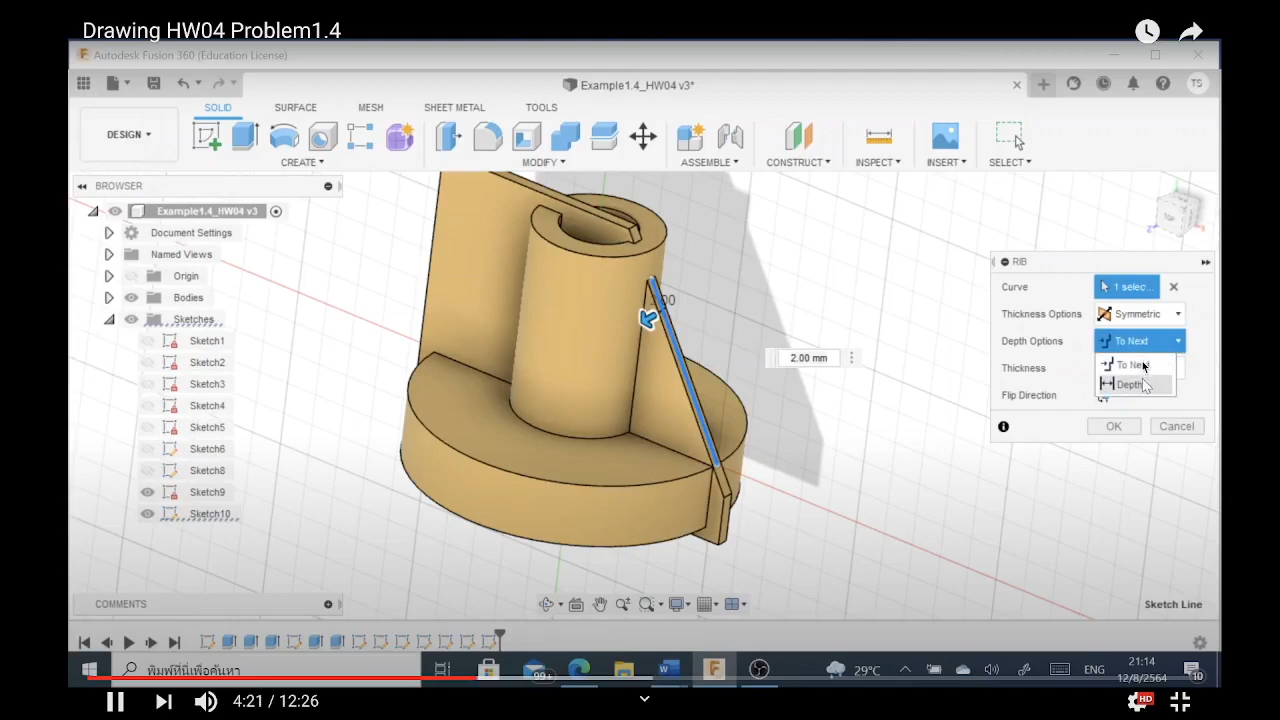 Drawing HW04 Problem1.4
Autodesk Fusion 360 (Education License)
Example1.4_HW04 v3*
TS
DESIGN
SOLID
SURFACE
MESH
SHEET METAL
TOOLS
CREATE
MODIFY
ASSEMBLE
CONSTRUCT
INSPECT
INSERT
SELECT
BROWSER
Example1.4_HW04 v3
Document Settings
Named Views
Origin
Bodies
Sketches
Sketch1
Sketch2
Sketch3
Sketch4
Sketch5
Sketch6
Sketch8
Sketch9
Sketch10
2.00 mm
RIB
Curve
1 selec...
Thickness Options
Symmetric
Depth Options
To Next
To Next
Thickness
Depth
Flip Direction
OK
Cancel
COMMENTS
Sketch Line
พิมพ์ที่นี่เพื่อค้นหา
99+
29°C
ENG
21:14
12/8/2564
10
4:21 / 12:26
HD